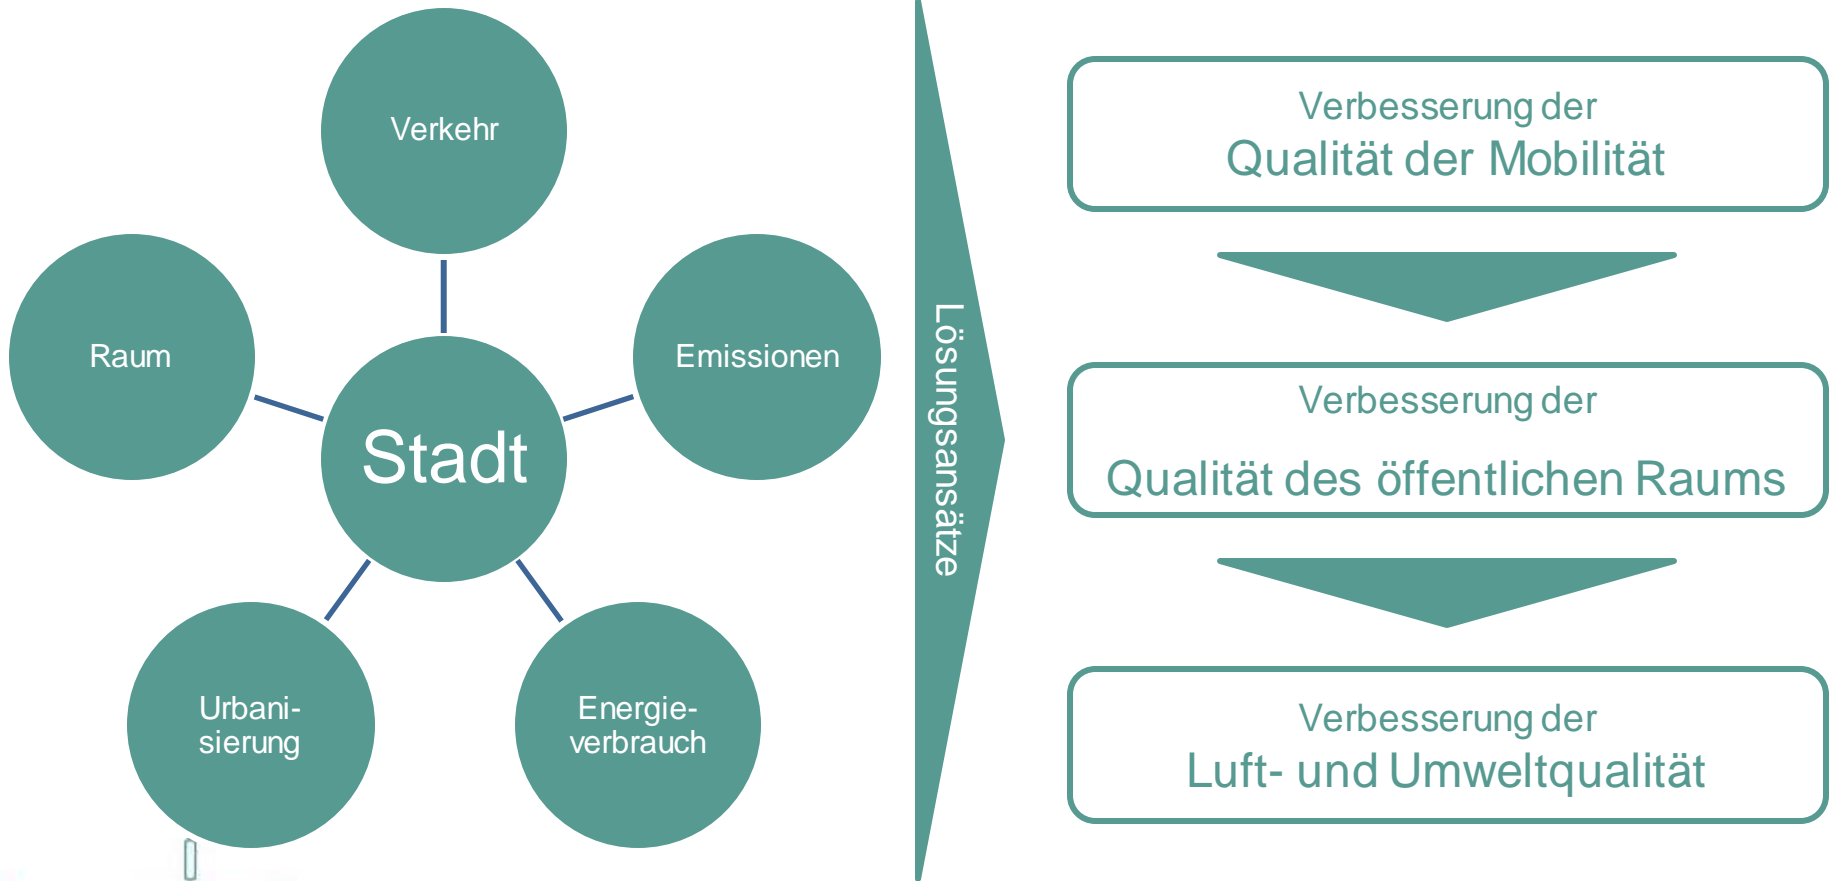 Verkehr
Raum
Emissionen
Stadt
Urbani-
sierung
Energie-
verbrauch
Lösungsansätze
Verbesserung der
Qualität der Mobilität
Verbesserung der
Qualität des öffentlichen Raums
Verbesserung der
Luft- und Umweltqualität